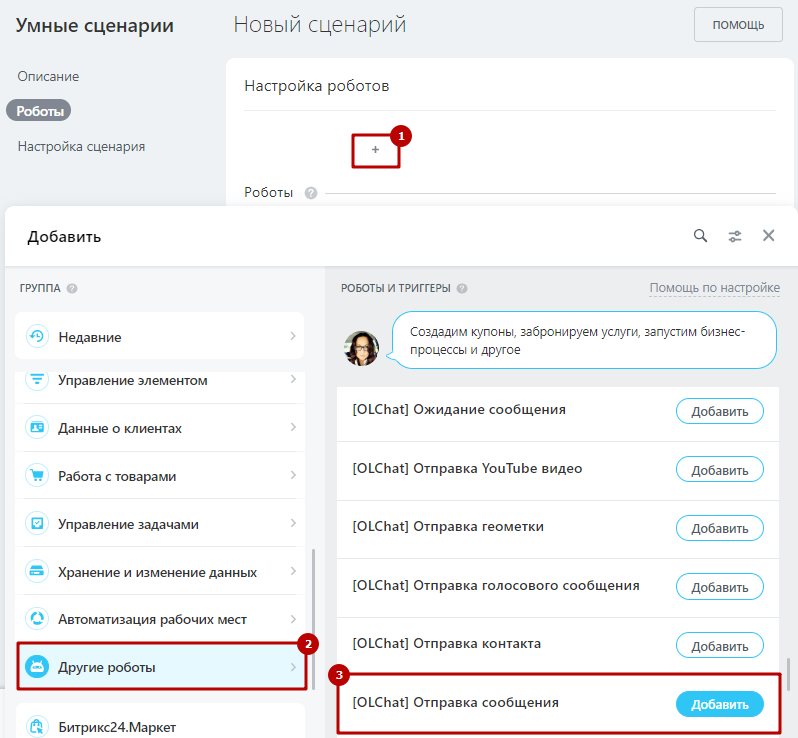 Умные сценарии
Новый сценарий
ПОМОЩЬ
Описание
Роботы
Настройка сценария
Настройка роботов
1
+
Роботы ?
Добавить
ГРУППА ?
РОБОТЫ И ТРИГГЕРЫ ?
Помощь по настройке
Недавние
Управление элементом
Данные о клиентах
Работа с товарами
Управление задачами
Хранение и изменение данных
Автоматизация рабочих мест
2
Другие роботы
Битрикс24.Маркет
Создадим купоны, забронируем услуги, запустим бизнес-
процессы и другое
[OLChat] Ожидание сообщения
Добавить
[OLChat] Отправка YouTube видео
Добавить
[OLChat] Отправка геометки
Добавить
[OLChat] Отправка голосового сообщения
Добавить
[OLChat] Отправка контакта
Добавить
3
[OLChat] Отправка сообщения
Добавить